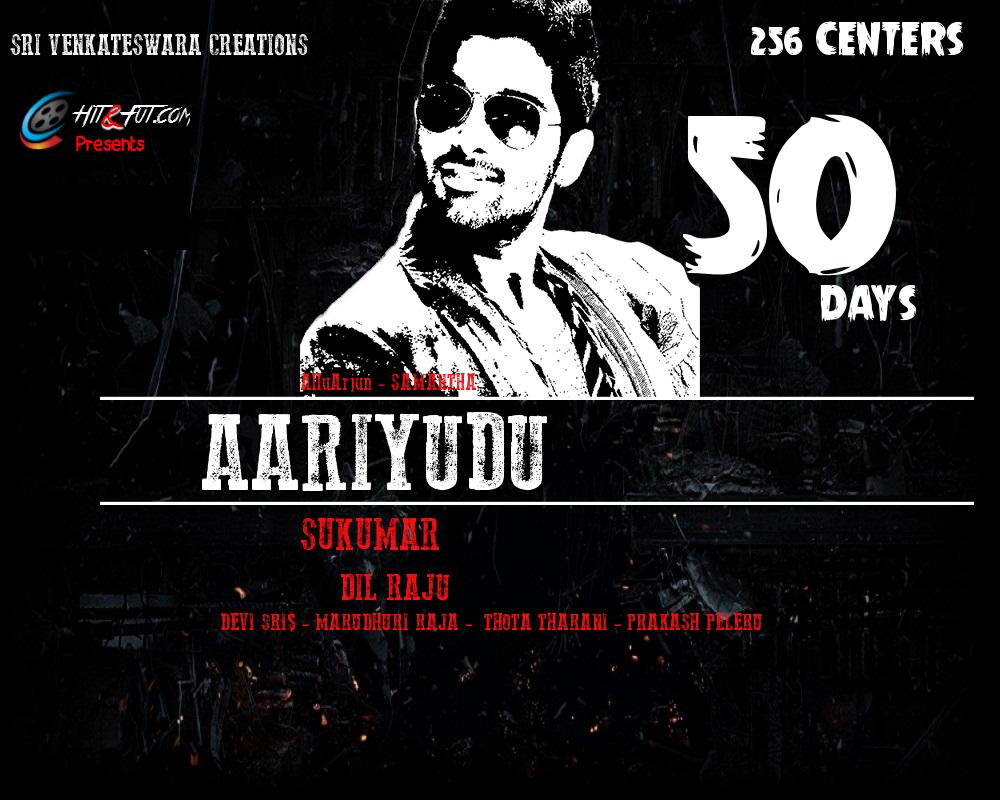 SRI VENKATESWARA CREATIONS
256 CENTERS
HIT&FUT.COM
Presents
50
DAYS
AlluArjun - SAMANTHA
AARIYUDU
SUKUMAR
DIL RAJU
DEVI SRI$ - MARUDHURI RAJA - THOTA THARANI - PRAKASH PELERU